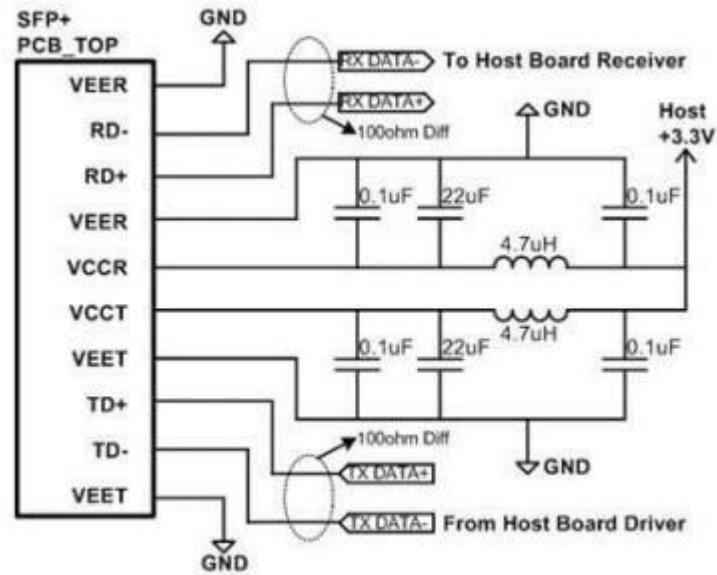 SFP+
PCB_TOP
GND
VEER
RD-
RD+
VEER
VCCR
VCCT
VEET
TD+
TD-
VEET
GND
RX DATA-
To Host Board Receiver
RX DATA+
100ohm Diff
GND
Host
+3.3V
0.1uF
22uF
0.1uF
4.7uH
4.7uH
0.1uF
22uF
0.1uF
100ohm Diff
GND
TX DATA+
TX DATA-
From Host Board Driver